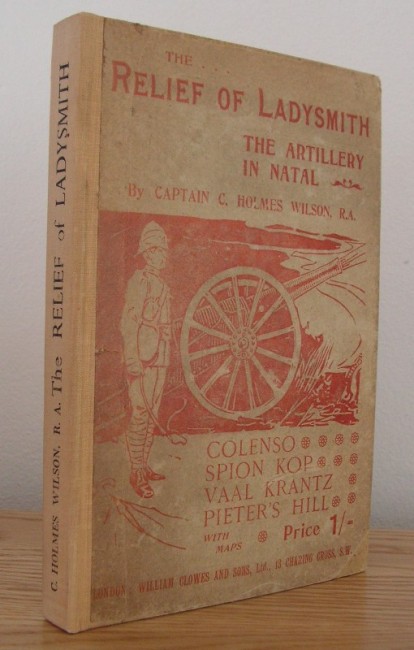 C. HOLMES WILSON, R. A. The RELIEF of LADYSMITH
THE ....
RELIEF OF LADYSMITH
THE ARTILLERY
IN NATAL
By CAPTAIN C. HOLMES WILSON, R.A.
COLENSO
SPION KOP
VAAL KRANTZ
PIETER'S HILL
WITH
MAPS
Price 1/-
LONDON: WILLIAM CLOWES AND SONS, LTD., 13 CHARING CROSS, S.W.